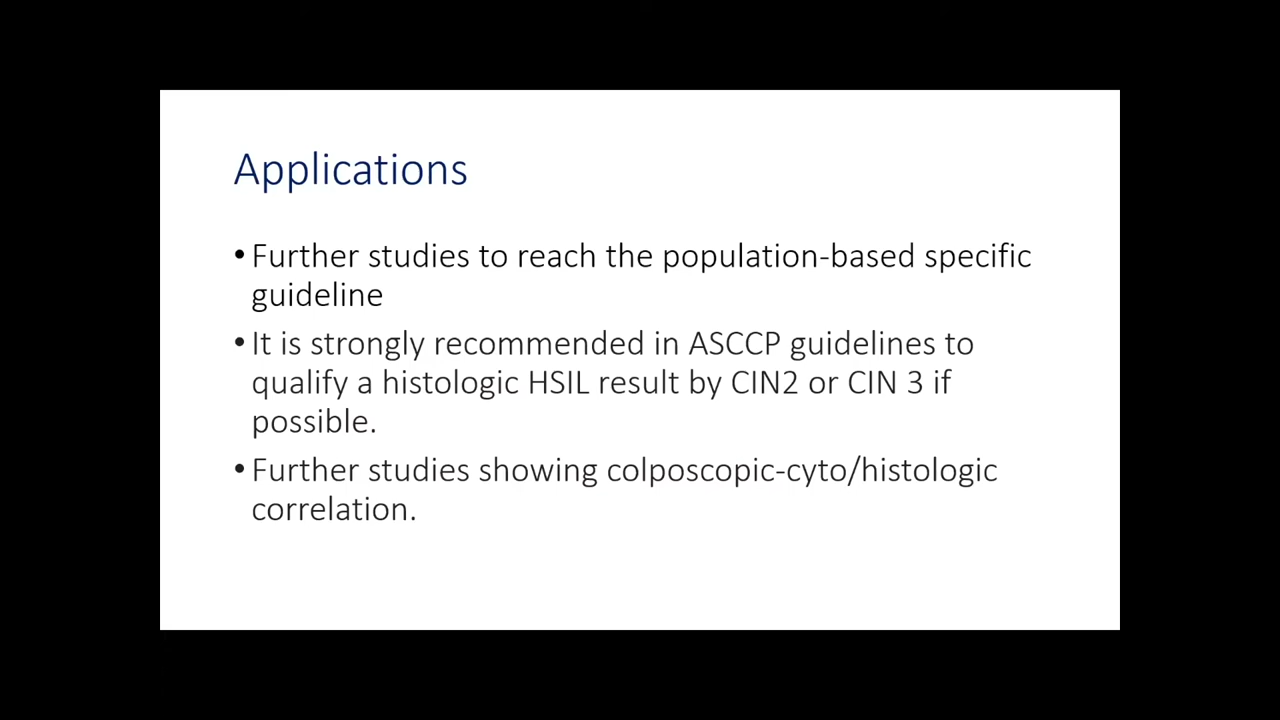 Applications
•Further studies to reach the population-based specific
guideline
•It is strongly recommended in ASCCP guidelines to
qualify a histologic HSIL result by CIN2 or CIN 3 if
possible.
•Further studies showing colposcopic-cyto/histologic
correlation.